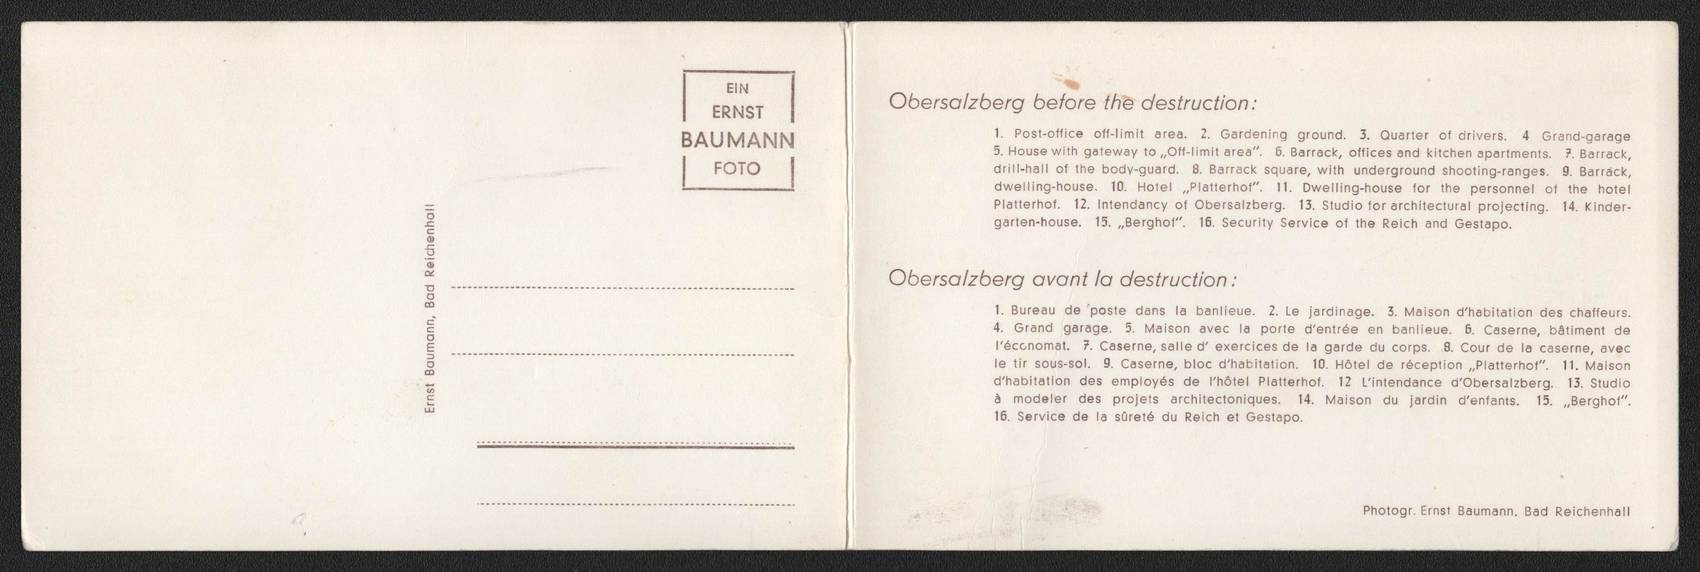 EIN
ERNST
BAUMANN
FOTO
Ernst Baumann, Bad Reichenhall
Obersalzberg before the destruction:
1. Post-office off-limit area. 2. Gardening ground. 3. Quarter of drivers. 4 Grand-garage
5. House with gateway to „Off-limit area". 6. Barrack, offices and kitchen apartments. 7. Barrack,
drill-hall of the body-guard. 8. Barrack square, with underground shooting-ranges. 9. Barrack,
dwelling-house. 10. Hotel „Platterhof". 11. Dwelling-house for the personnel of the hotel
Platterhof. 12. Intendancy of Obersalzberg. 13. Studio for architectural projecting. 14. Kinder-
garten-house. 15. „Berghof". 16. Security Service of the Reich and Gestapo.
Obersalzberg avant la destruction:
1. Bureau de poste dans la banlieue. 2. Le jardinage. 3. Maison d'habitation des chaffeurs.
4. Grand garage. 5. Maison avec la porte d'entrée en banlieue. 6. Caserne, bâtiment de
l'économat. 7. Caserne, salle d' exercices de la garde du corps. 8. Cour de la caserne, avec
le tir sous-sol. 9. Caserne, bloc d'habitation. 10. Hôtel de réception „Platterhof". 11. Maison
d'habitation des employés de l'hôtel Platterhof. 12 L'intendance d'Obersalzberg. 13. Studio
à modeler des projets architectoniques. 14. Maison du jardin d'enfants. 15. „Berghof".
16. Service de la sûreté du Reich et Gestapo.
Photogr. Ernst Baumann, Bad Reichenhall